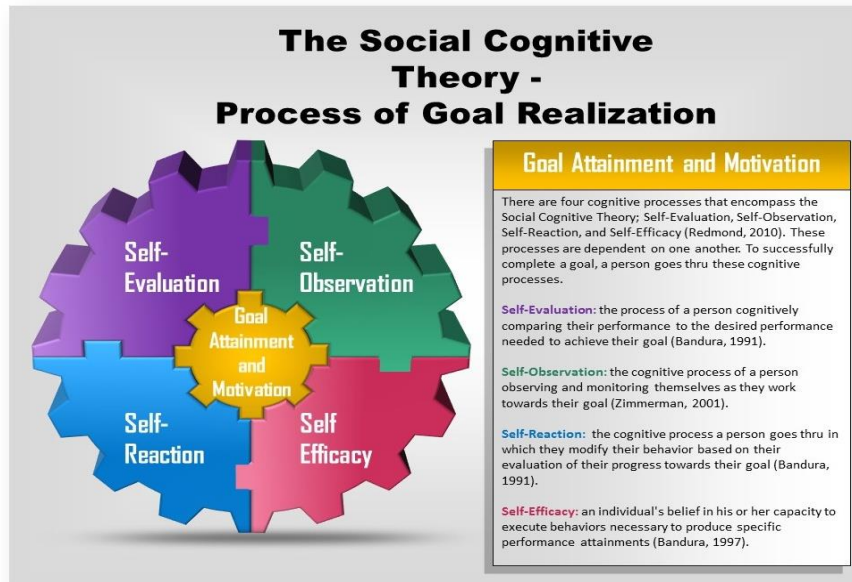 The Social Cognitive
Theory -
Process of Goal Realization
Self-
Evaluation
Self-
Observation
Goal
Attainment
and
Motivation
Self-
Reaction
Self
Efficacy
Goal Attainment and Motivation
There are four cognitive processes that encompass the
Social Cognitive Theory; Self-Evaluation, Self-Observation,
Self-Reaction, and Self-Efficacy (Redmond, 2010). These
processes are dependent on one another. To successfully
complete a goal, a person goes thru these cognitive
processes.
Self-Evaluation: the process of a person cognitively
comparing their performance to the desired performance
needed to achieve their goal (Bandura, 1991).
Self-Observation: the cognitive process of a person
observing and monitoring themselves as they work
towards their goal (Zimmerman, 2001).
Self-Reaction: the cognitive process a person goes thru in
which they modify their behavior based on their
evaluation of their progress towards their goal (Bandura,
1991).
Self-Efficacy: an individual's belief in his or her capacity to
execute behaviors necessary to produce specific
performance attainments (Bandura, 1997).